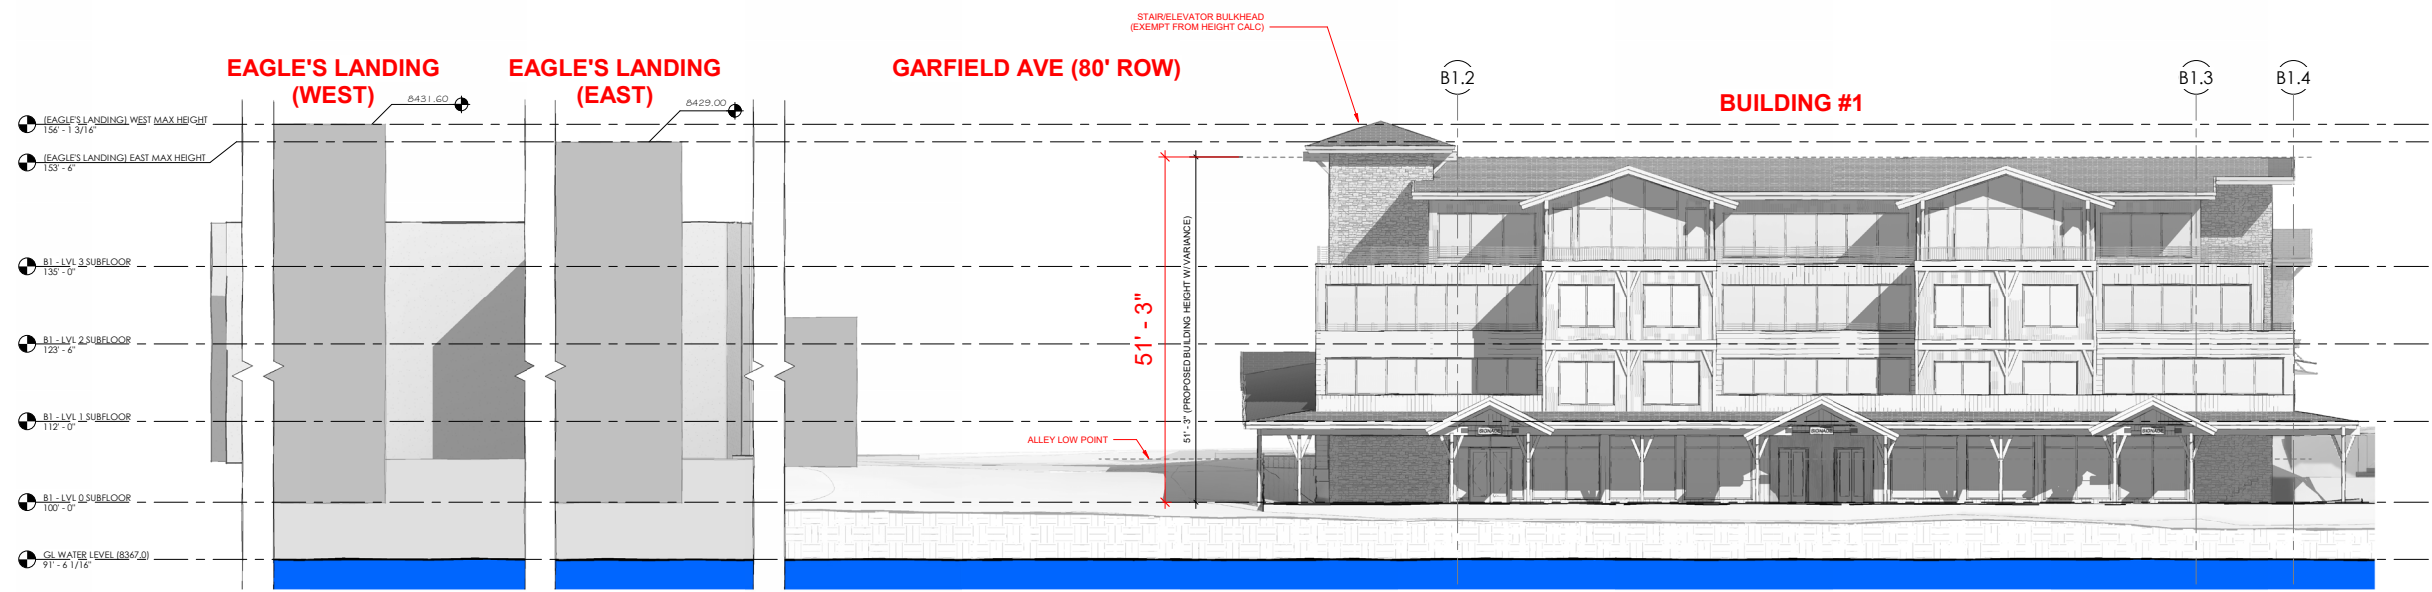 STAIR/ELEVATOR BULKHEAD
(EXEMPT FROM HEIGHT CALC)
EAGLE'S LANDING
(WEST)
EAGLE'S LANDING
(EAST)
GARFIELD AVE (80' ROW)
BUILDING #1
B1.2
B1.3
B1.4
8431.60
8429.00
(EAGLE'S LANDING) WEST MAX HEIGHT
156' - 1 3/16"
(EAGLE'S LANDING) EAST MAX HEIGHT
153' - 6"
B1 - LVL 3 SUBFLOOR
135' - 0"
B1 - LVL 2 SUBFLOOR
123' - 6"
B1 - LVL 1 SUBFLOOR
112' - 0"
B1 - LVL 0 SUBFLOOR
100' - 0"
GL WATER LEVEL (8367.0)
91' - 6 1/16"
51' - 3"
51' - 3" (PROPOSED BUILDING HEIGHT W/ VARIANCE)
ALLEY LOW POINT
SIGNAGE
SIGNAGE
SIGNAGE